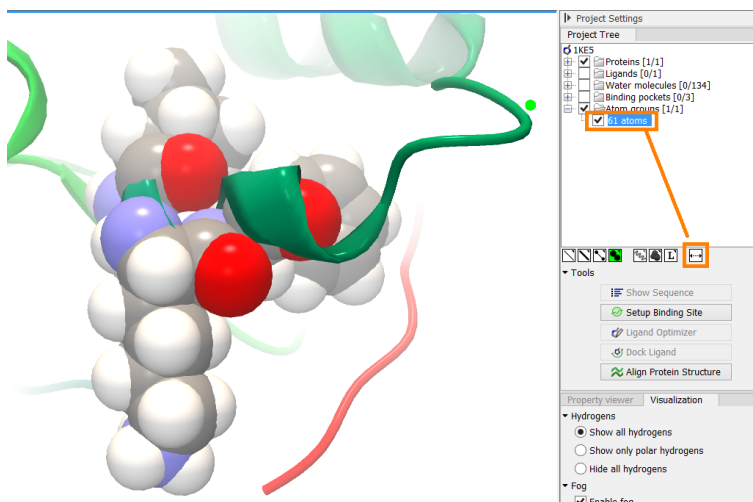 Project Settings
Project Tree
1KE5
Proteins [1/1]
Ligands [0/1]
Water molecules [0/134]
Binding pockets [0/3]
Atom groups [1/1]
61 atoms
L
Tools
Show Sequence
Setup Binding Site
Ligand Optimizer
Dock Ligand
Align Protein Structure
Property viewer Visualization
Hydrogens
Show all hydrogens
Show only polar hydrogens
Hide all hydrogens
Fog
Enable fog